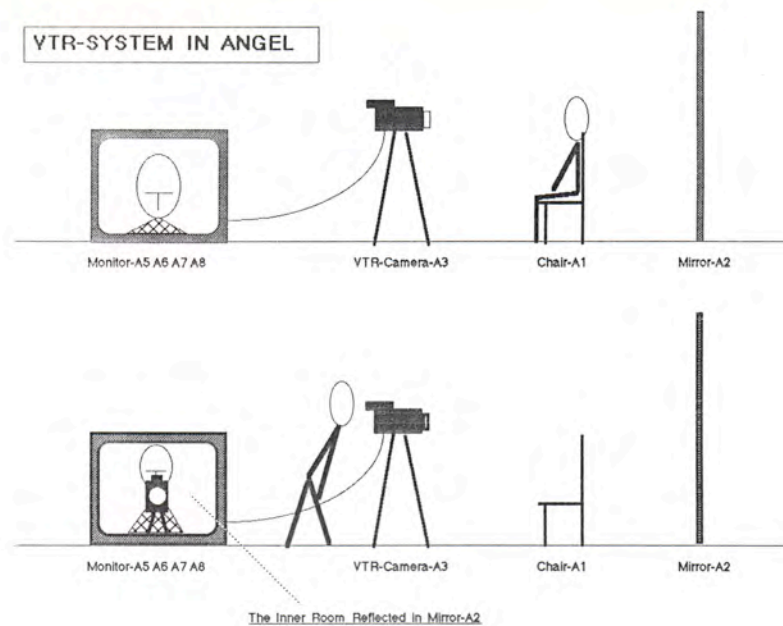 VTR-SYSTEM IN ANGEL
Monitor-A5 A6 A7 A8 VTR-Camera-A3 Chair-A1 Mirror-A2
Monitor-A5 A6 A7 A8 VTR-Camera-A3 Chair-A1 Mirror-A2
The Inner Room Reflected in Mirror-A2